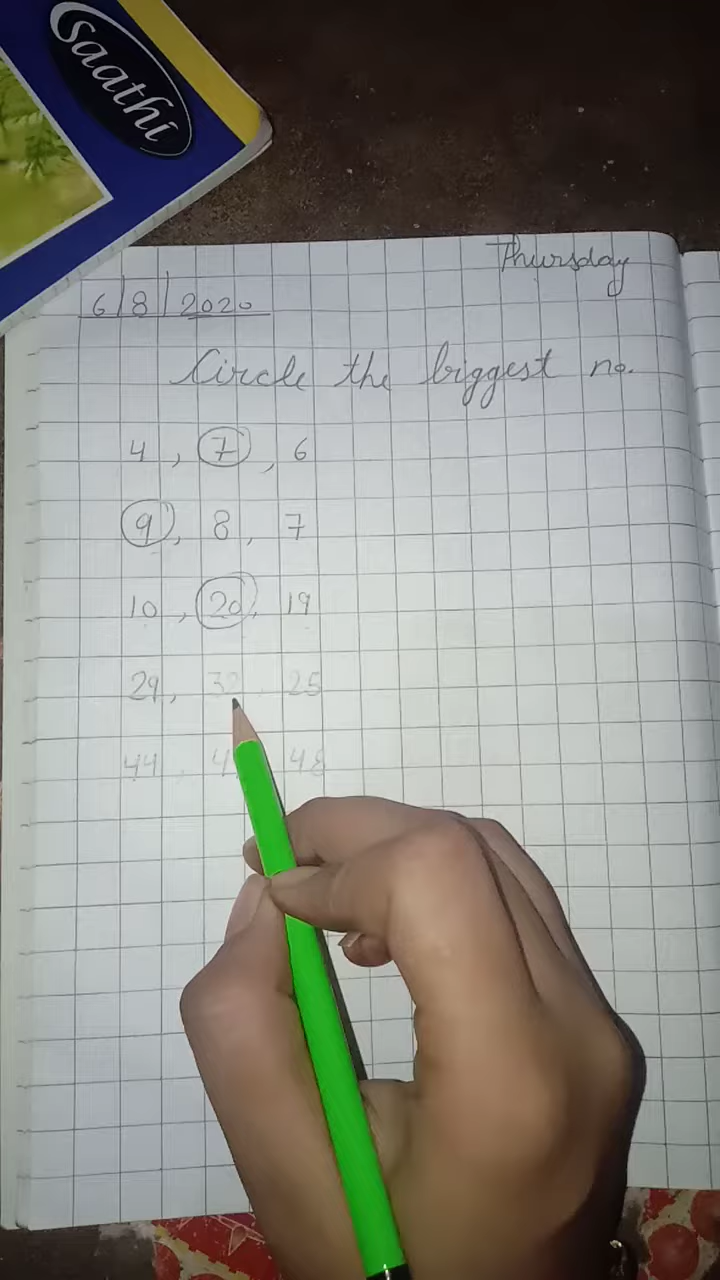 saathi
Thursday
6/8/2020
Circle the biggest no.
4, 7, 6
9, 8, 7
10, 20, 19
29, 32, 25
44, 48